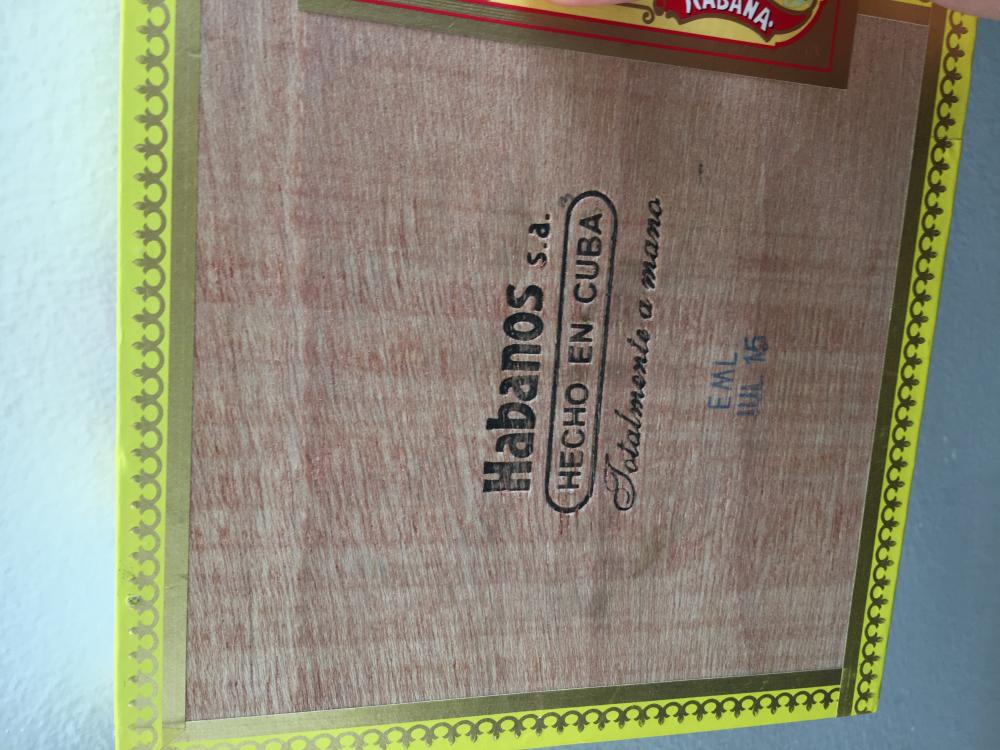 HABANA.
Habanos s.a.
HECHO EN CUBA
Totalmente a mano
EML
JUL 15